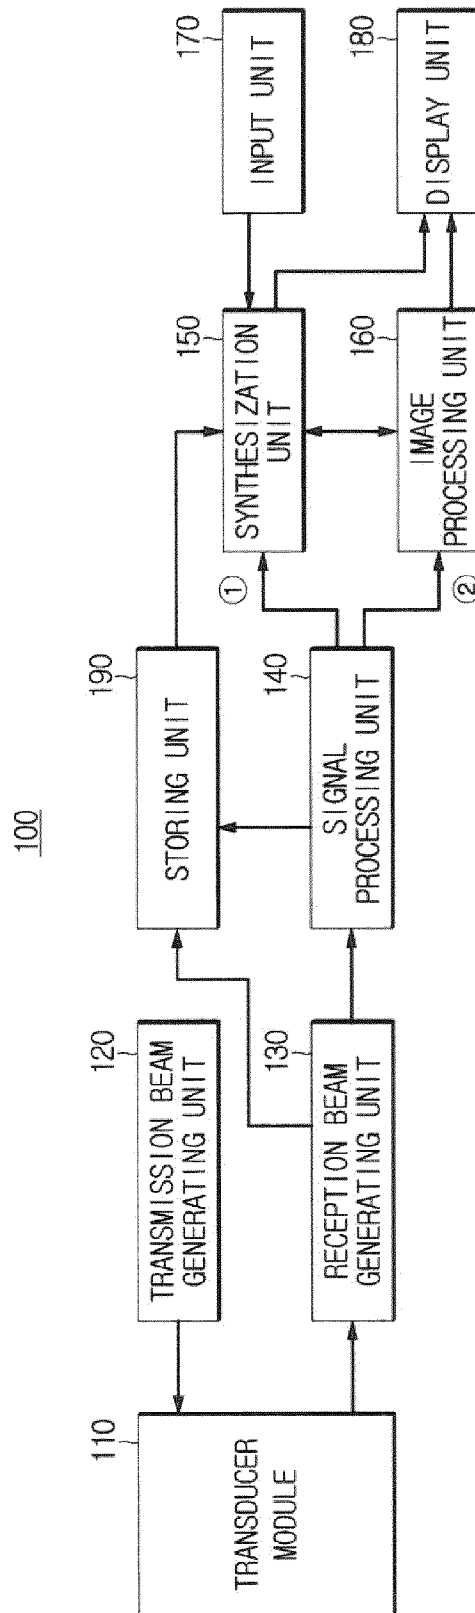 100
110
TRANSDUCER
MODULE
120
TRANSMISSION BEAM
GENERATING UNIT
130
RECEPTION BEAM
GENERATING UNIT
190
STORING UNIT
140
SIGNAL
PROCESSING UNIT
①
②
150
SYNTHESIZATION
UNIT
160
IMAGE
PROCESSING UNIT
170
INPUT UNIT
180
DISPLAY UNIT